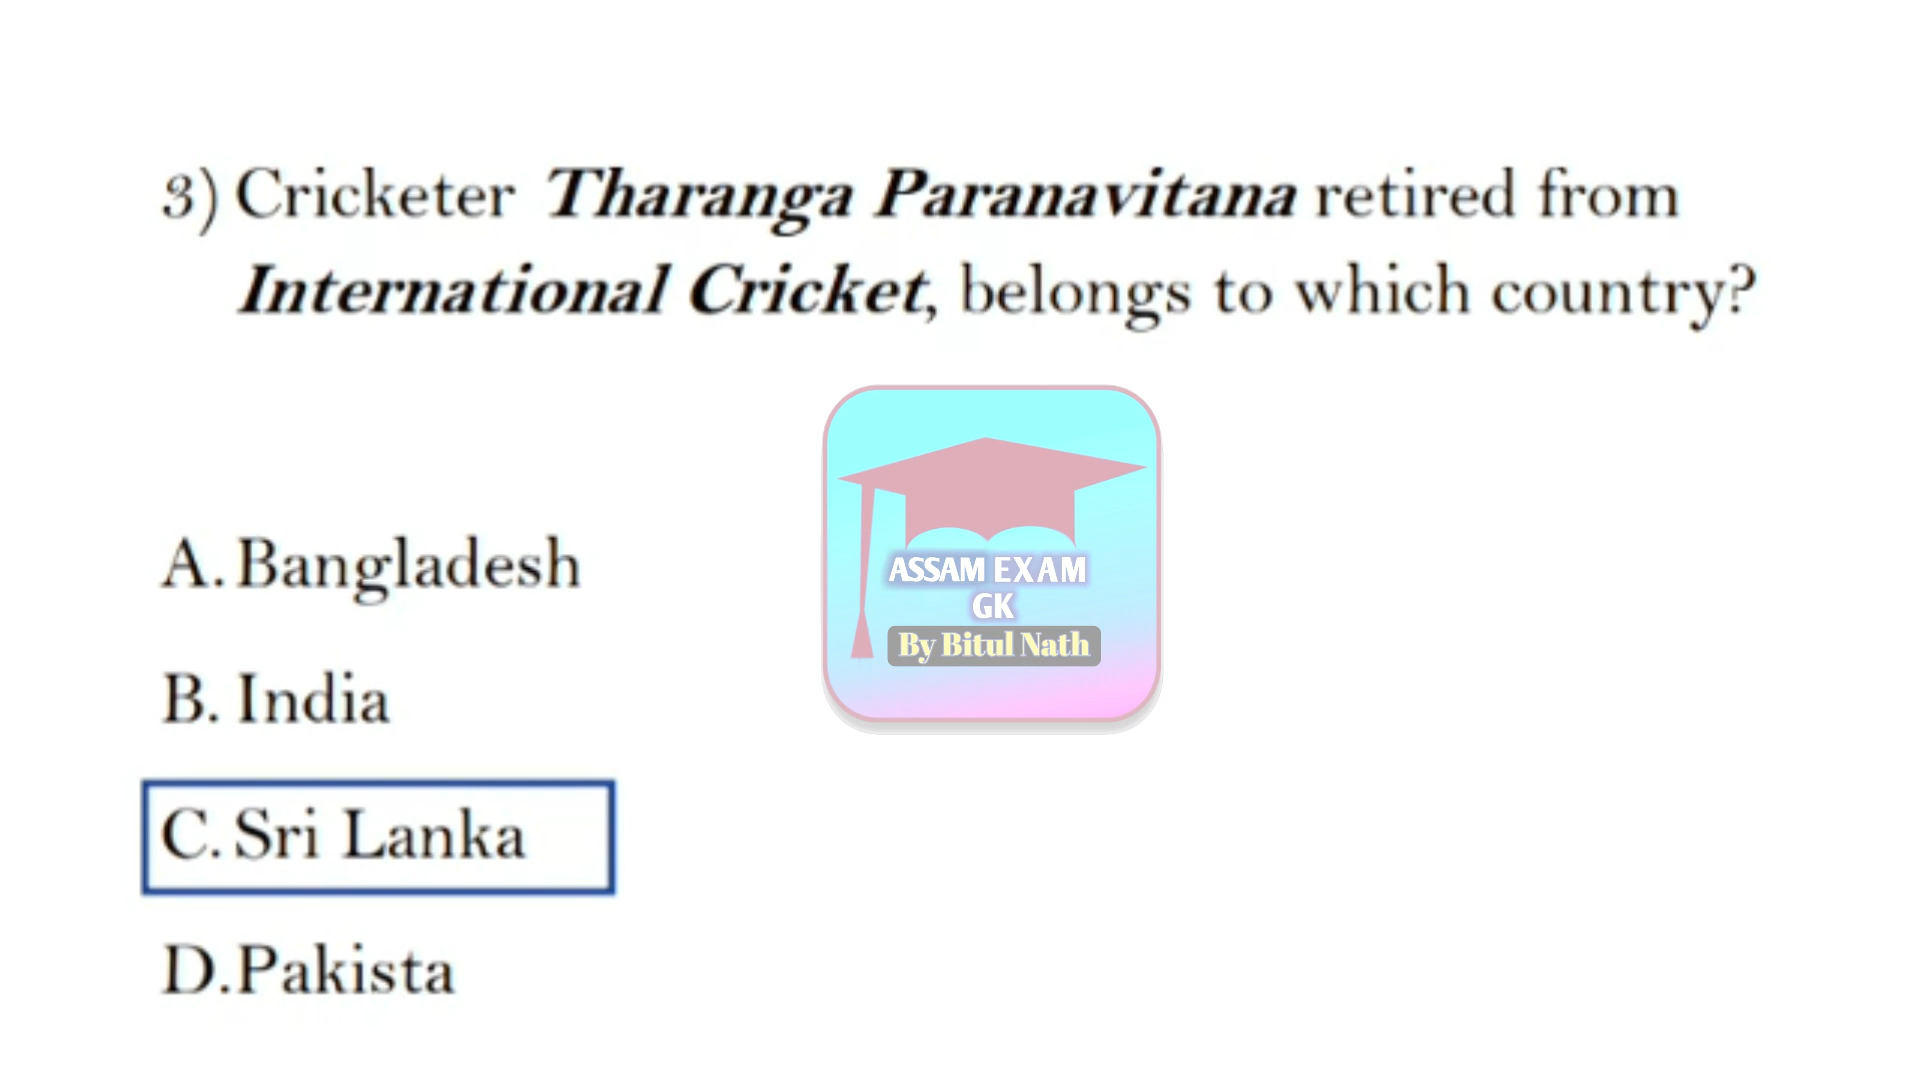 3) Cricketer Tharanga Paranavitana retired from
International Cricket, belongs to which country?
ASSAM EXAM
GK
By Bitul Nath
A. Bangladesh
B. India
C. Sri Lanka
D. Pakista